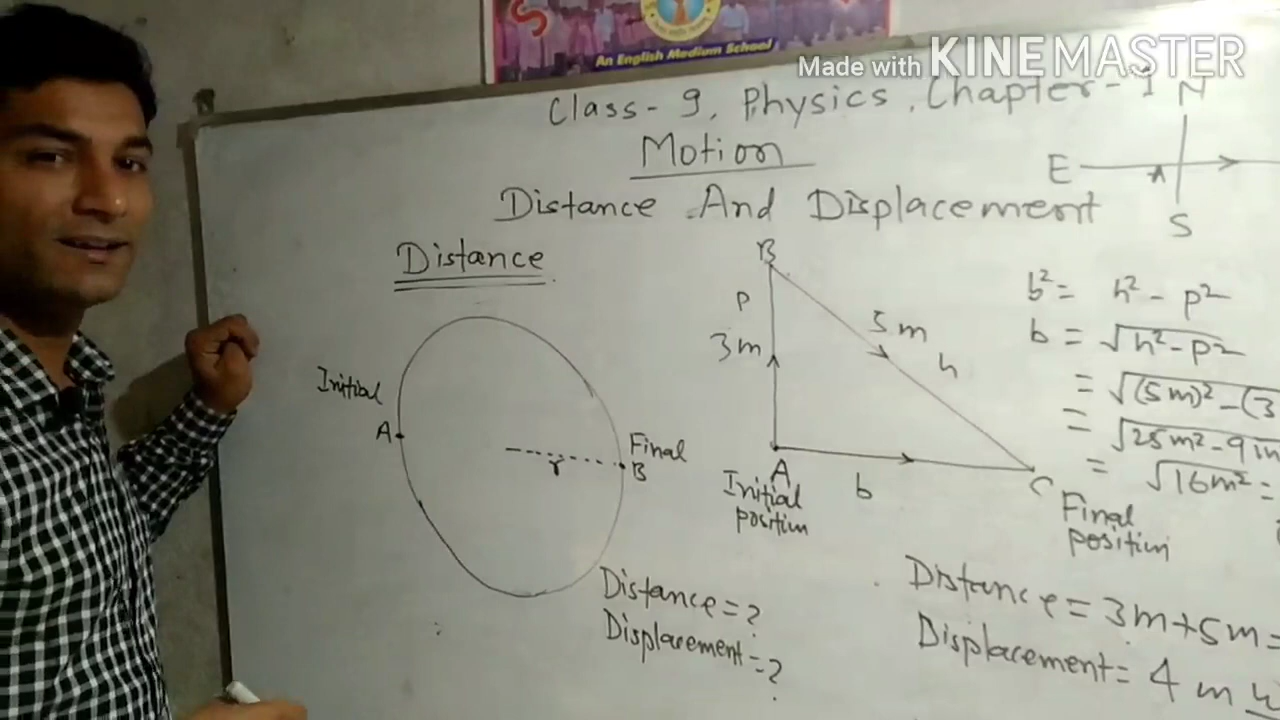 An English Medium School
Made with KINEMASTER
Class-9, Physics, Chapter-1
Motion
Distance And Displacement
N
E
S
Distance
Initial
A
r
Final
B
Distance=?
Displacement=?
B
P
3m
5m
h
A
Initial
position
b
C
Final
position
b² = h² - p²
b = √h²-p²
= √(5m)² - (3
= √25m² - 9m
= √16m² =
Distance = 3m+5m=
Displacement = 4 m